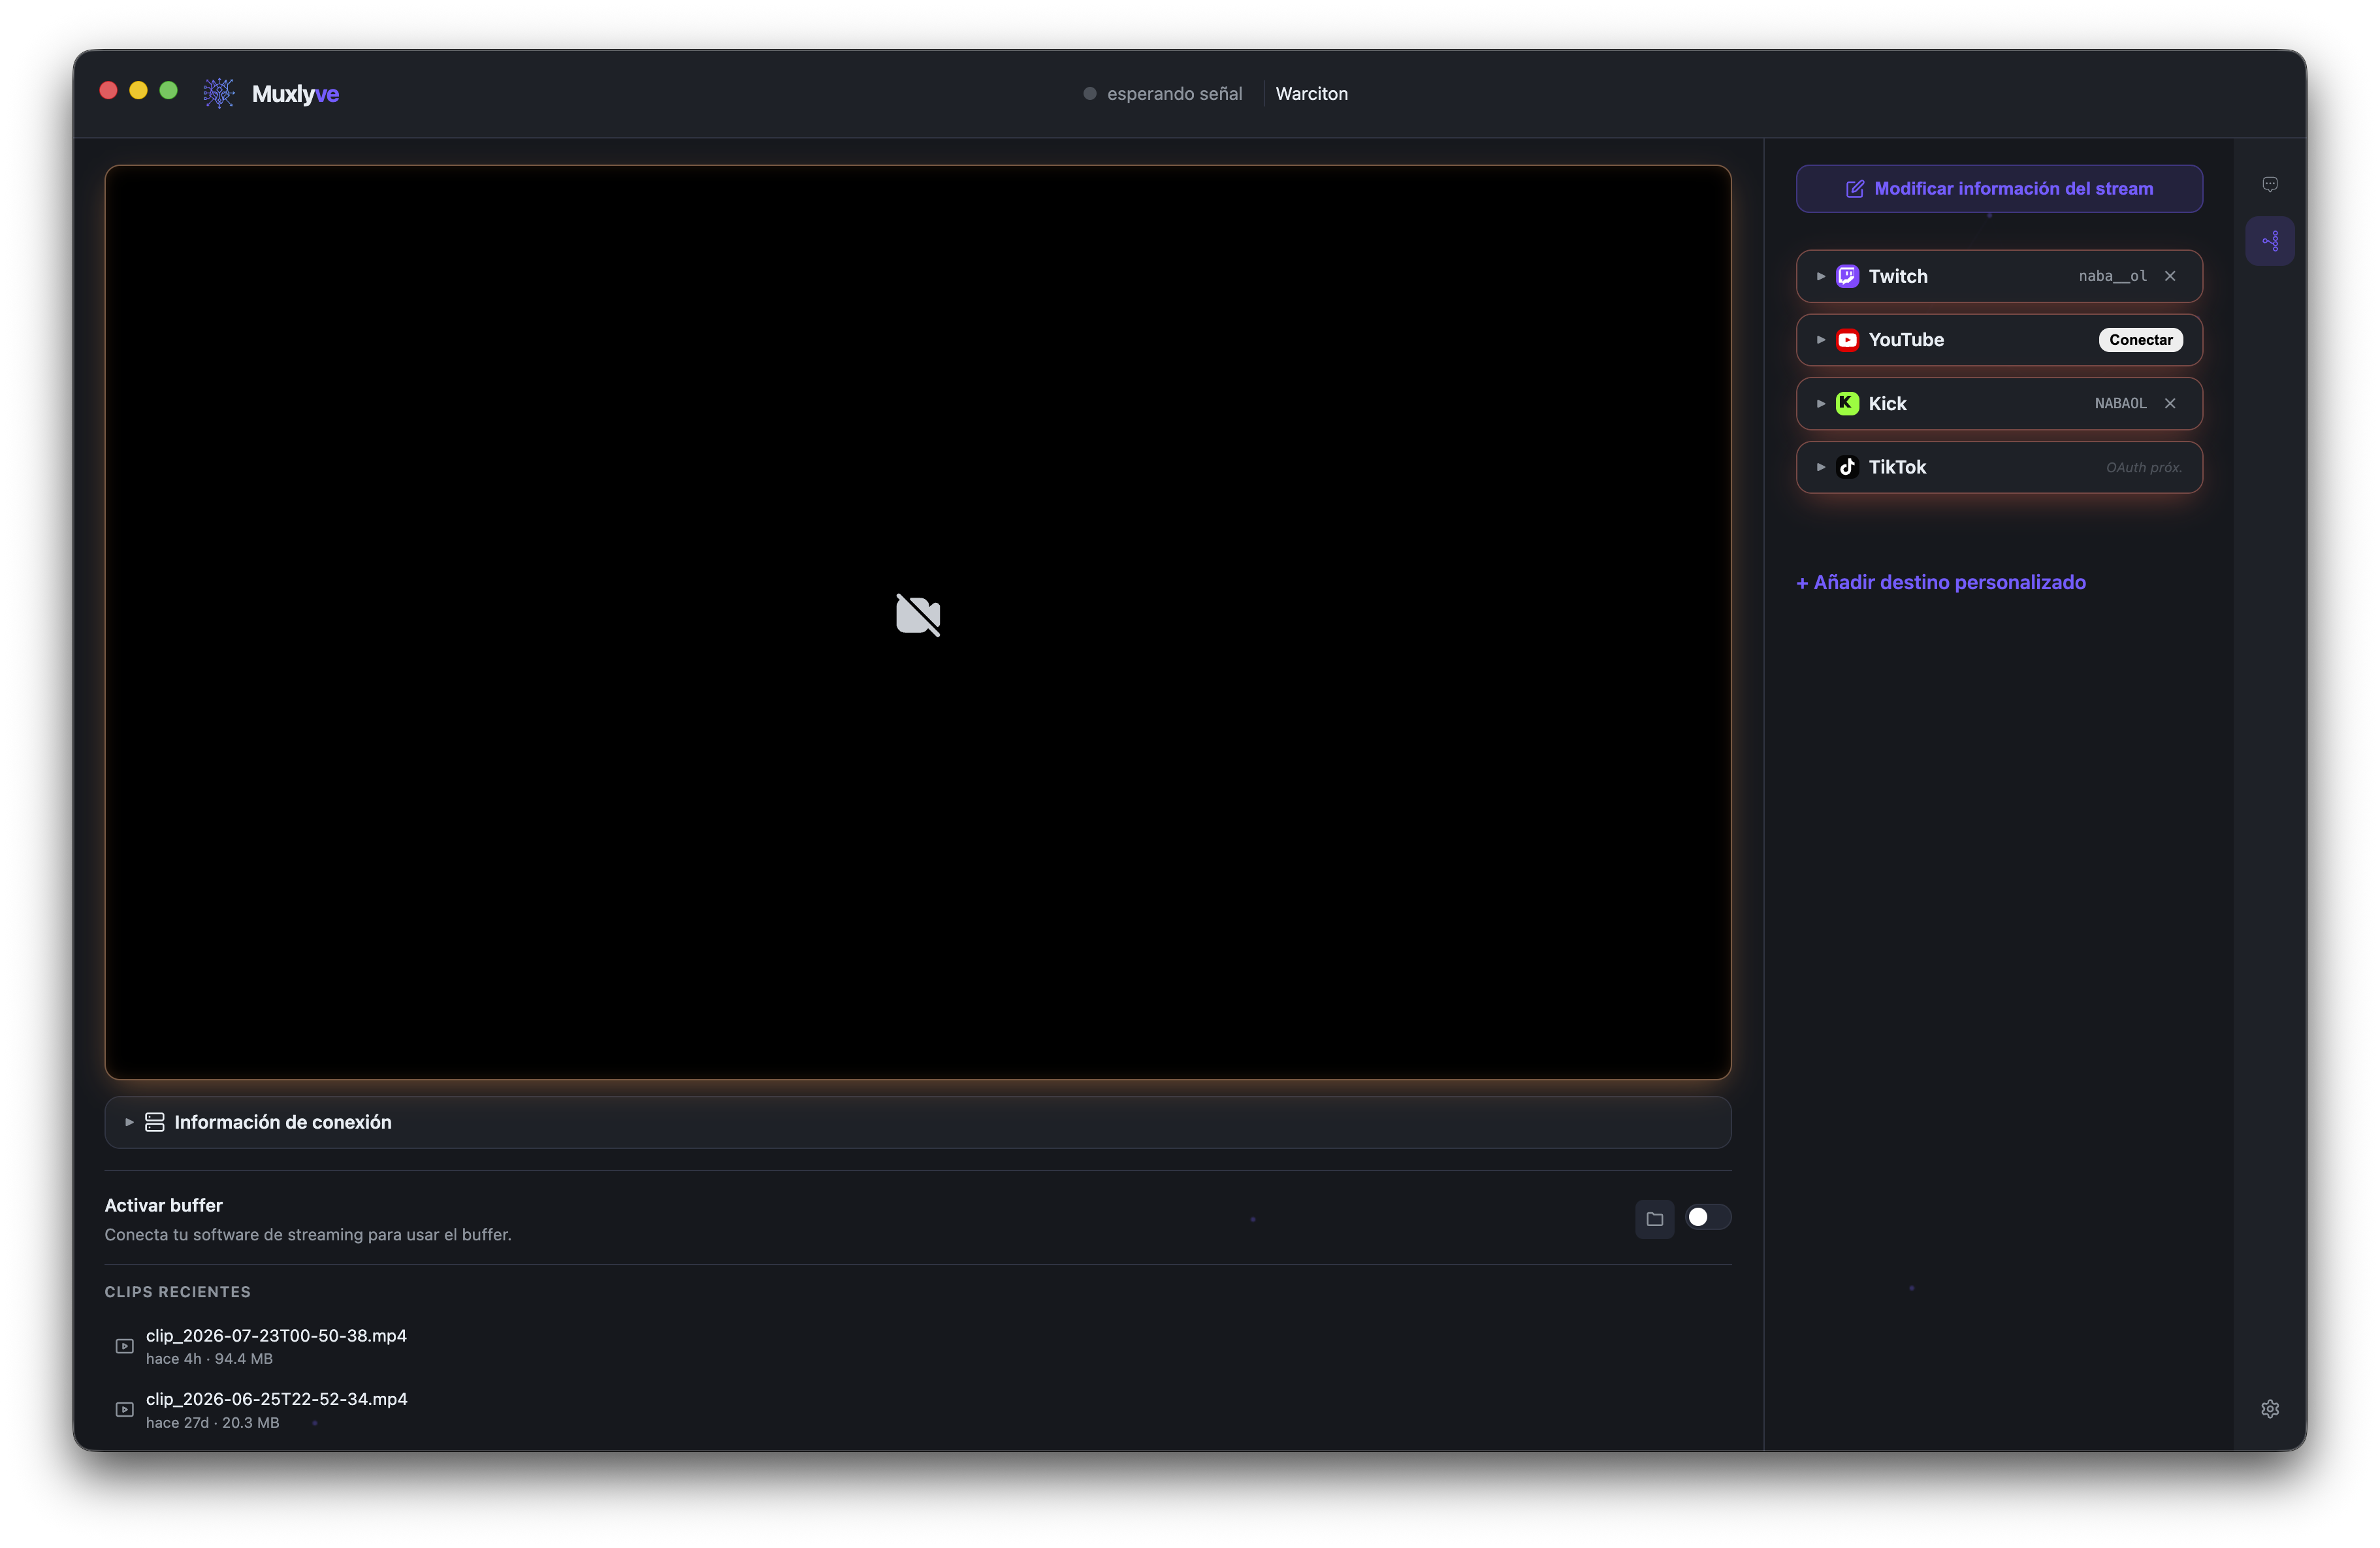 Muxlyve
esperando señal
Warciton
Modificar información del stream
Twitch
naba__ol
YouTube
Conectar
Kick
NABAOL
TikTok
OAuth próx.
+ Añadir destino personalizado
Información de conexión
Activar buffer
Conecta tu software de streaming para usar el buffer.
CLIPS RECIENTES
clip_2026-07-23T00-50-38.mp4
hace 4h · 94.4 MB
clip_2026-06-25T22-52-34.mp4
hace 27d · 20.3 MB